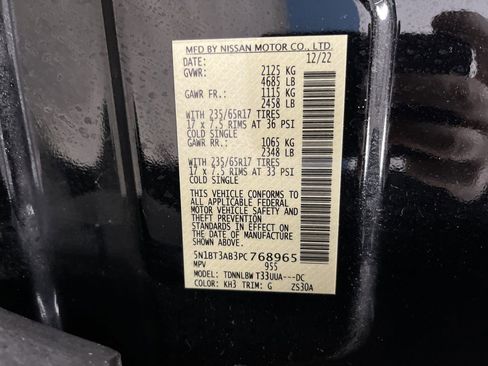 MFD BY NISSAN MOTOR CO., LTD.
DATE: 12/22
GVWR: 2125 KG
4685 LB
GAWR FR.: 1115 KG
2458 LB
WITH 235/65R17 TIRES
17 x 7.5 RIMS AT 36 PSI
COLD SINGLE
GAWR RR.: 1065 KG
2348 LB
WITH 235/65R17 TIRES
17 x 7.5 RIMS AT 33 PSI
COLD SINGLE
THIS VEHICLE CONFORMS TO
ALL APPLICABLE FEDERAL
MOTOR VEHICLE SAFETY AND
THEFT PREVENTION
STANDARDS IN EFFECT ON
THE DATE OF MANUFACTURE
SHOWN ABOVE.
5N1BT3AB3PC768965
MPV 955
MODEL: TDNNLBW T33UUA---DC
COLOR: KH3 TRIM: G ZS30A